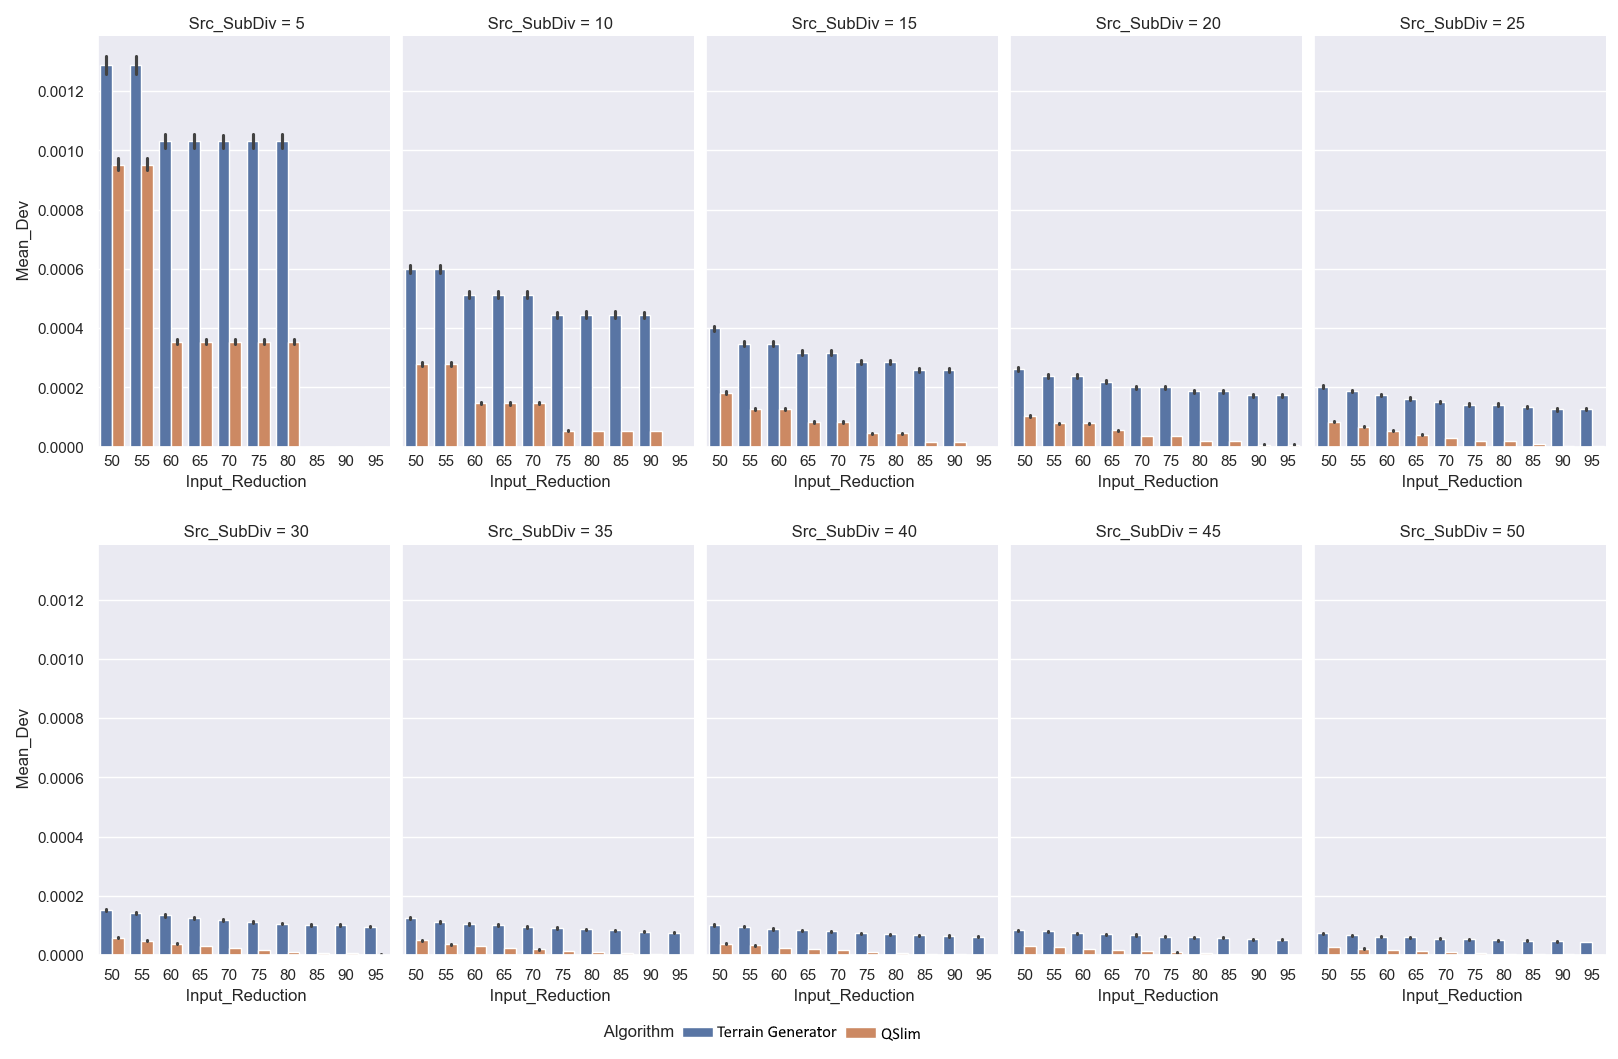 Src_SubDiv = 5 Src_SubDiv = 10 Src_SubDiv = 15 Src_SubDiv = 20 Src_SubDiv = 25
0.0012
0.0010
0.0008
Mean_Dev
0.0006
0.0004
0.0002
0.0000
50 55 60 65 70 75 80 85 90 95 50 55 60 65 70 75 80 85 90 95 50 55 60 65 70 75 80 85 90 95 50 55 60 65 70 75 80 85 90 95 50 55 60 65 70 75 80 85 90 95
Input_Reduction Input_Reduction Input_Reduction Input_Reduction Input_Reduction
Src_SubDiv = 30 Src_SubDiv = 35 Src_SubDiv = 40 Src_SubDiv = 45 Src_SubDiv = 50
0.0012
0.0010
0.0008
Mean_Dev
0.0006
0.0004
0.0002
0.0000
50 55 60 65 70 75 80 85 90 95 50 55 60 65 70 75 80 85 90 95 50 55 60 65 70 75 80 85 90 95 50 55 60 65 70 75 80 85 90 95 50 55 60 65 70 75 80 85 90 95
Input_Reduction Input_Reduction Input_Reduction Input_Reduction Input_Reduction
Algorithm Terrain Generator QSlim